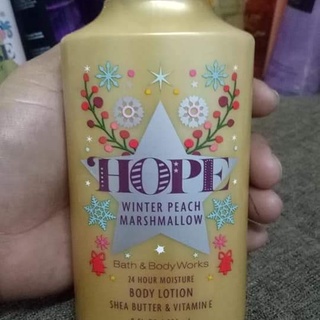 HOPE
WINTER PEACH
MARSHMALLOW
Bath & Body Works
24 HOUR MOISTURE
BODY LOTION
SHEA BUTTER & VITAMIN E